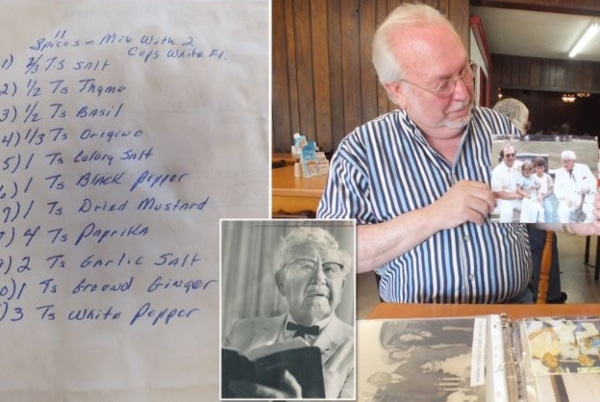 11
Spices - Mix With 2
Cups White Fl.
1) 2/3 Ts Salt
2) 1/2 Ts Thyme
3) 1/2 Ts Basil
4) 1/3 Ts Origino
5) 1 Ts Celery Salt
6) 1 Ts Black Pepper
7) 1 Ts Dried Mustard
8) 4 Ts Paprika
9) 2 Ts Garlic Salt
10) 1 Ts Ground Ginger
11) 3 Ts White Pepper